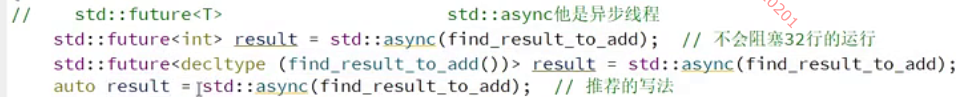 //    std::future<T>                    std::async他是异步线程
std::future<int> result = std::async(find_result_to_add);  // 不会阻塞32行的运行
std::future<decltype (find_result_to_add())> result = std::async(find_result_to_add);
auto result = std::async(find_result_to_add);  // 推荐的写法
0201